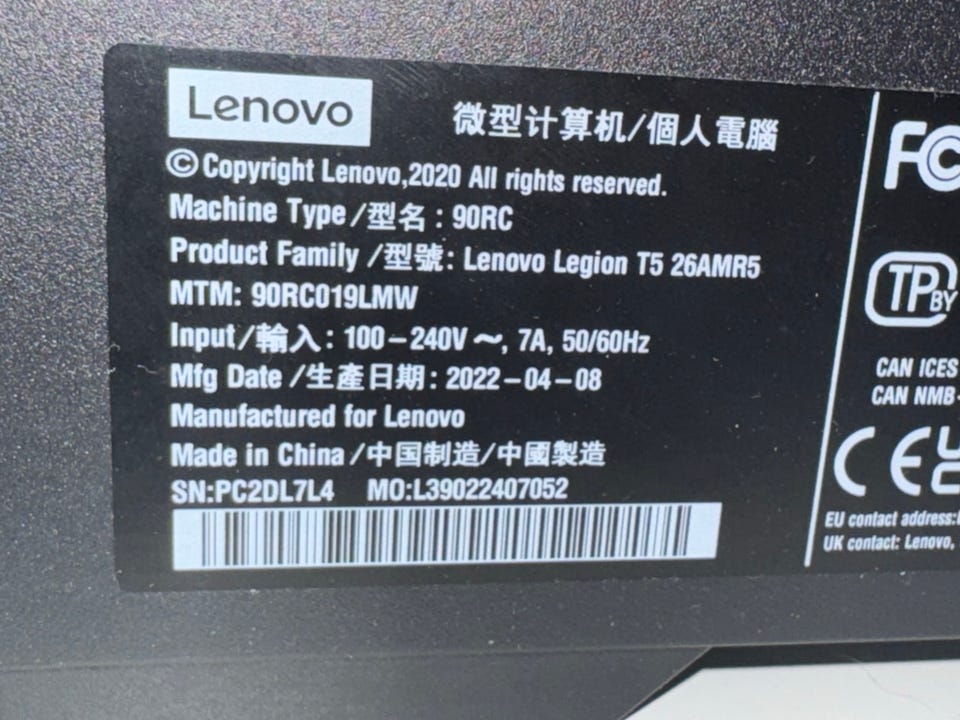 Lenovo
微型计算机/個人電腦
© Copyright Lenovo,2020 All rights reserved.
Machine Type /型名 : 90RC
Product Family /型號: Lenovo Legion T5 26AMR5
MTM: 90RC019LMW
Input/輸入: 100-240V ~, 7A, 50/60Hz
Mfg Date /生產日期: 2022-04-08
Manufactured for Lenovo
Made in China /中国制造/中國製造
SN:PC2DL7L4 MO:L39022407052
FC
TP BY
CAN ICES
CAN NMB-
CE
EU contact address:
UK contact: Lenovo,